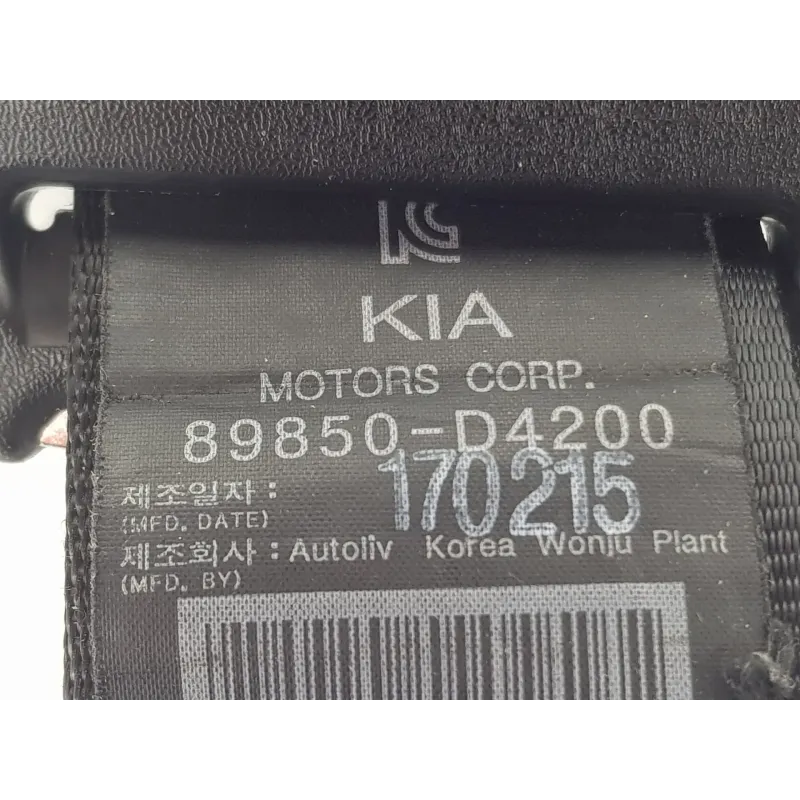 KC
KIA
MOTORS CORP.
89850-D4200
제조일자 : 170215
(MFD. DATE)
제조회사 : Autoliv Korea Wonju Plant
(MFD. BY)